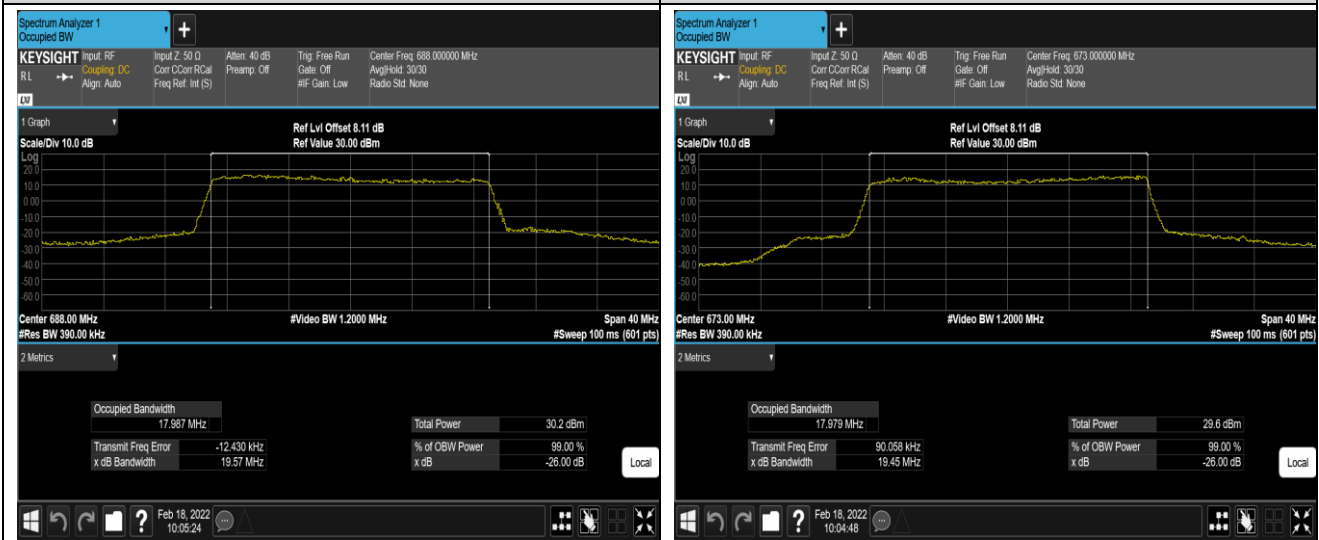 Spectrum Analyzer 1
Occupied BW
+
KEYSIGHT Input: RF Input Z: 50 Ω Atten: 40 dB Trig: Free Run Center Freq: 688.000000 MHz
RL Coupling: DC Corr CCorr RCal Preamp: Off Gate: Off Avg|Hold: 30/30
Align: Auto Freq Ref: Int (S) #IF Gain: Low Radio Std: None
LXI
1 Graph
Ref Lvl Offset 8.11 dB
Scale/Div 10.0 dB Ref Value 30.00 dBm
Log
20.0
10.0
0.00
-10.0
-20.0
-30.0
-40.0
-50.0
-60.0
Center 688.00 MHz #Video BW 1.2000 MHz Span 40 MHz
#Res BW 390.00 kHz #Sweep 100 ms (601 pts)
2 Metrics
Occupied Bandwidth
17.987 MHz Total Power 30.2 dBm
Transmit Freq Error -12.430 kHz % of OBW Power 99.00 %
x dB Bandwidth 19.57 MHz x dB -26.00 dB
Local
? Feb 18, 2022
10:05:24
Spectrum Analyzer 1
Occupied BW
+
KEYSIGHT Input: RF Input Z: 50 Ω Atten: 40 dB Trig: Free Run Center Freq: 673.000000 MHz
RL Coupling: DC Corr CCorr RCal Preamp: Off Gate: Off Avg|Hold: 30/30
Align: Auto Freq Ref: Int (S) #IF Gain: Low Radio Std: None
LXI
1 Graph
Ref Lvl Offset 8.11 dB
Scale/Div 10.0 dB Ref Value 30.00 dBm
Log
20.0
10.0
0.00
-10.0
-20.0
-30.0
-40.0
-50.0
-60.0
Center 673.00 MHz #Video BW 1.2000 MHz Span 40 MHz
#Res BW 390.00 kHz #Sweep 100 ms (601 pts)
2 Metrics
Occupied Bandwidth
17.979 MHz Total Power 29.6 dBm
Transmit Freq Error 90.058 kHz % of OBW Power 99.00 %
x dB Bandwidth 19.45 MHz x dB -26.00 dB
Local
? Feb 18, 2022
10:04:48